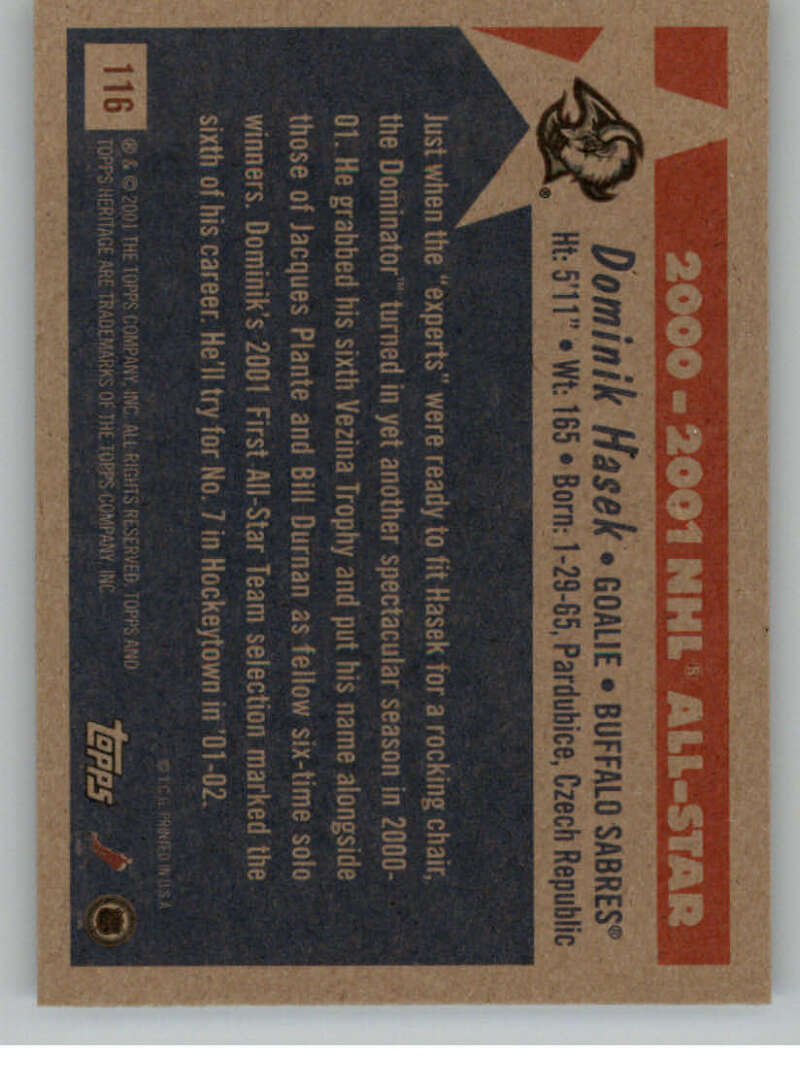 2000 - 2001 NHL® ALL-STAR
Dominik Hasek • GOALIE • BUFFALO SABRES®
Ht: 5'11" • Wt: 165 • Born: 1-29-65, Pardubice, Czech Republic
®
Just when the "experts" were ready to fit Hasek for a rocking chair,
the Dominator™ turned in yet another spectacular season in 2000-
01. He grabbed his sixth Vezina Trophy and put his name alongside
those of Jacques Plante and Bill Durnan as fellow six-time solo
winners. Dominik's 2001 First All-Star Team selection marked the
sixth of his career. He'll try for No. 7 in Hockeytown in '01-02.
© T.C.G. PRINTED IN U.S.A.
116
® & © 2001 THE TOPPS COMPANY, INC. ALL RIGHTS RESERVED. TOPPS AND
TOPPS HERITAGE ARE TRADEMARKS OF THE TOPPS COMPANY, INC.
Topps